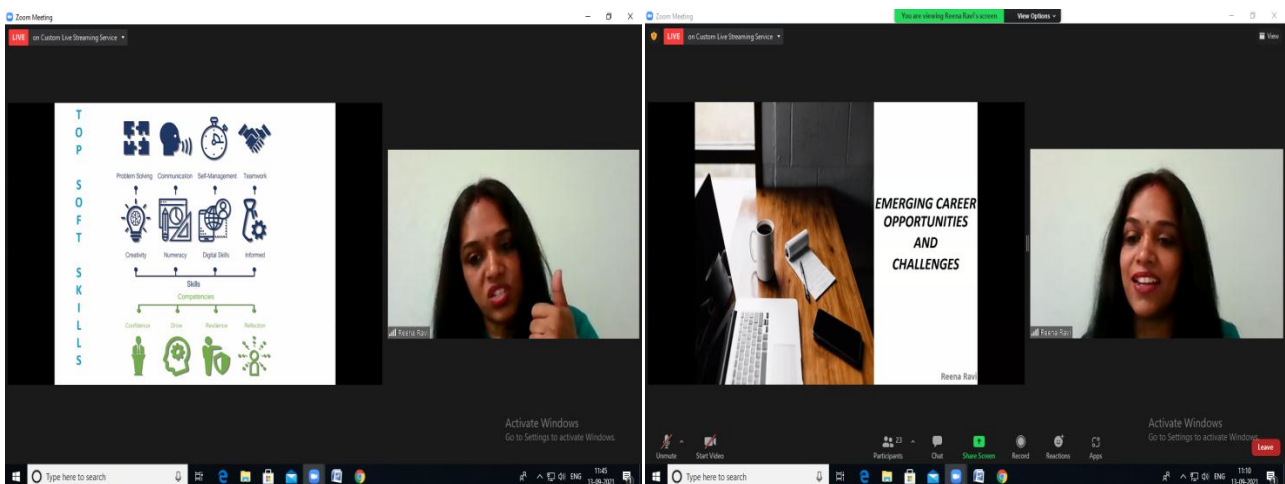 Zoom Meeting
LIVE on Custom Live Streaming Service
TOP SOFT SKILLS
Problem Solving Communication Self-Management Teamwork
Creativity Numeracy Digital Skills Informed
Skills
Competencies
Confidence Drive Resilience Reflection
Reena Ravi
Activate Windows
Go to Settings to activate Windows.
Type here to search
ENG
11:45
13-09-2021
Zoom Meeting
You are viewing Reena Ravi's screen View Options
LIVE on Custom Live Streaming Service
View
EMERGING CAREER
OPPORTUNITIES
AND
CHALLENGES
Reena Ravi
Reena Ravi
Activate Windows
Go to Settings to activate Windows.
Unmute Start Video Participants 23 Chat Share Screen Record Reactions Apps Leave
Type here to search
ENG
11:10
13-09-2021